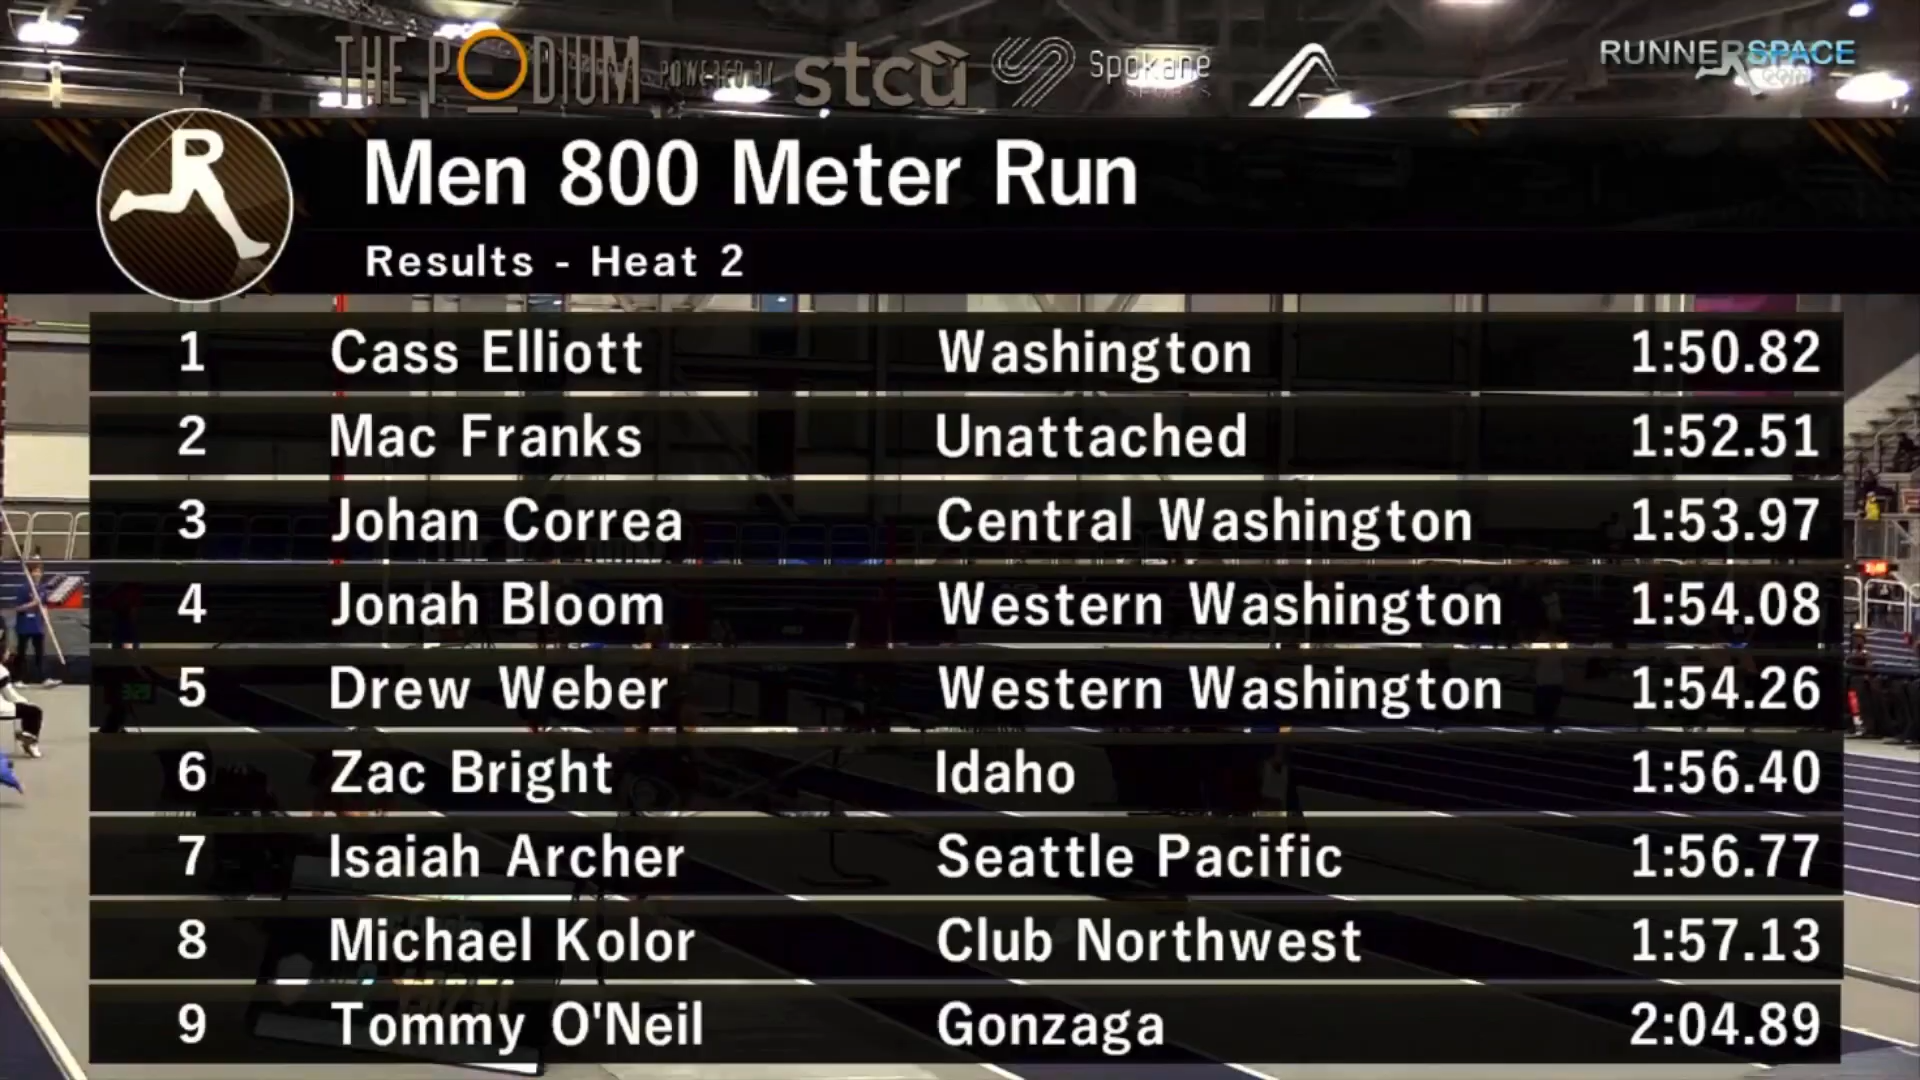 THE PODIUM POWERED BY stcu Spokane SPORTS
RUNNERSPACE
.com
R
Men 800 Meter Run
Results - Heat 2
1 Cass Elliott Washington 1:50.82
2 Mac Franks Unattached 1:52.51
3 Johan Correa Central Washington 1:53.97
4 Jonah Bloom Western Washington 1:54.08
5 Drew Weber Western Washington 1:54.26
6 Zac Bright Idaho 1:56.40
7 Isaiah Archer Seattle Pacific 1:56.77
8 Michael Kolor Club Northwest 1:57.13
9 Tommy O'Neil Gonzaga 2:04.89